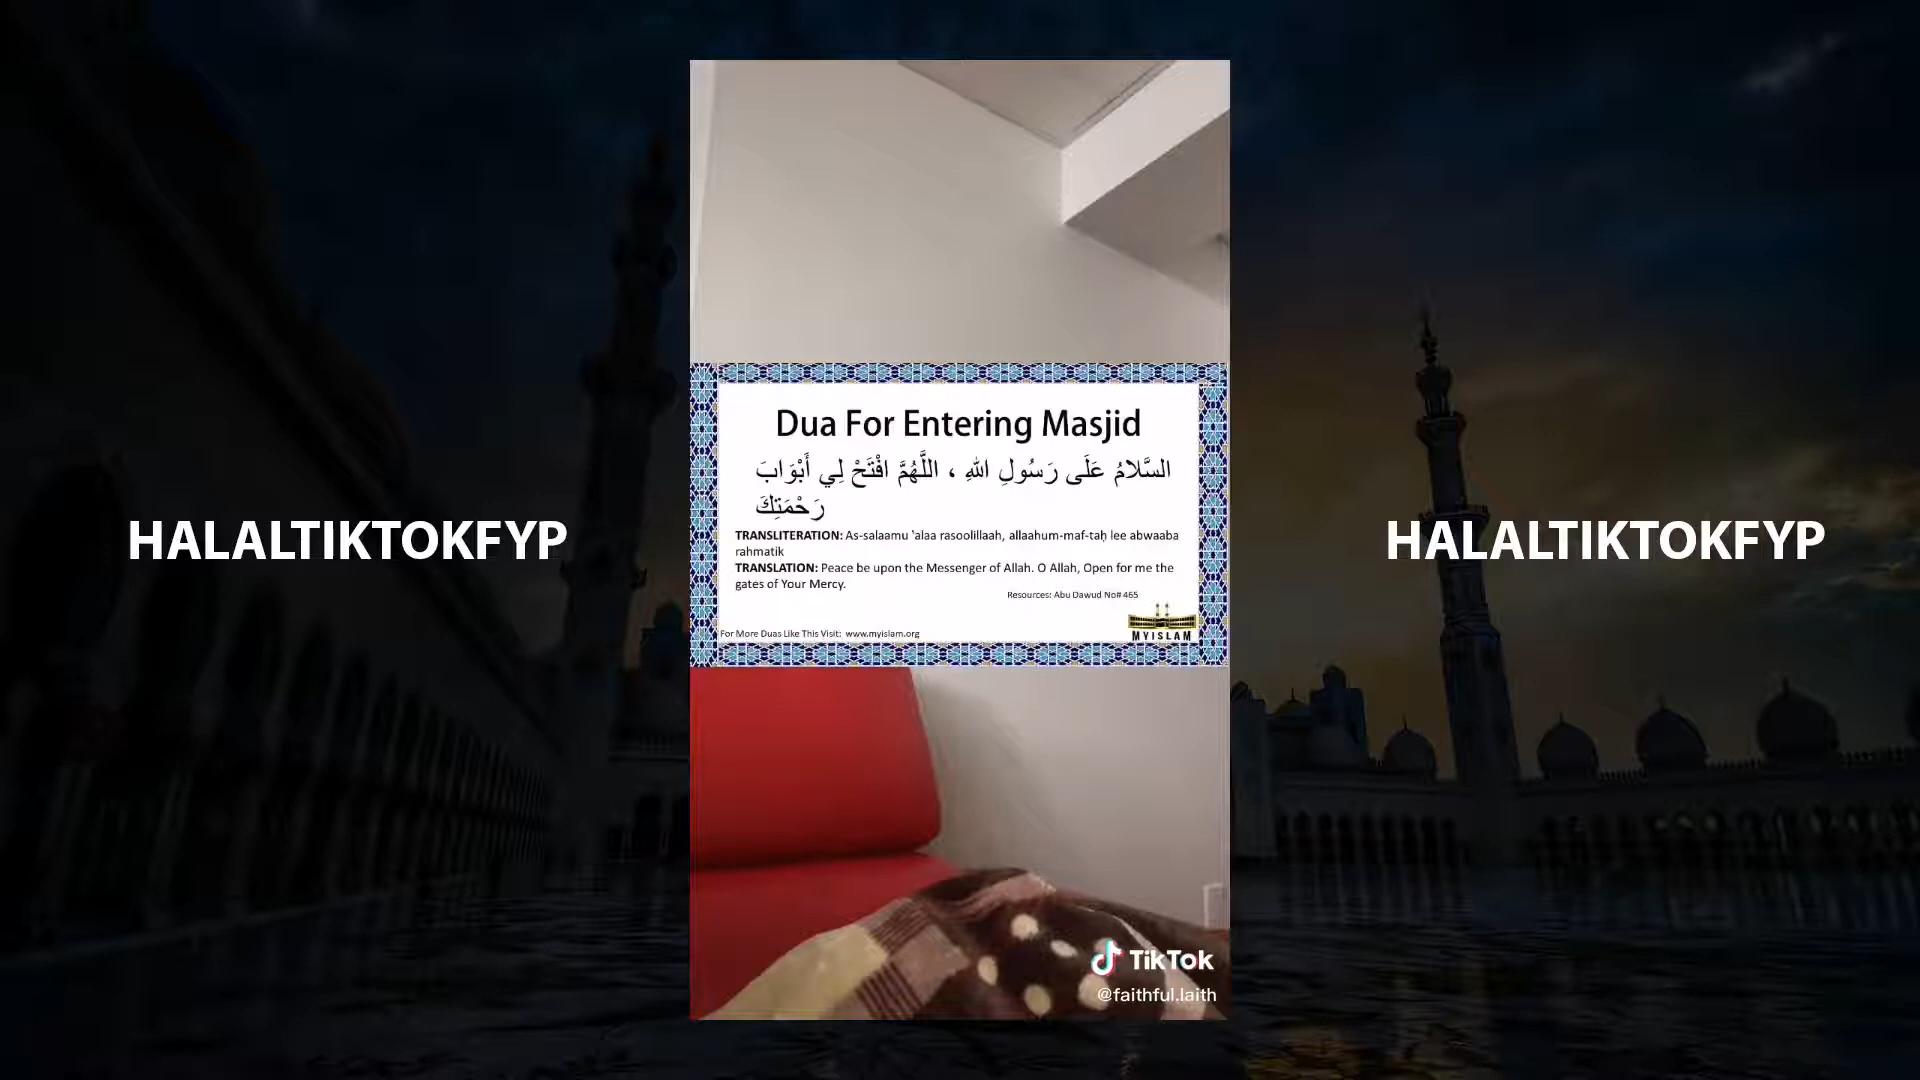 Dua For Entering Masjid
السَّلامُ عَلَى رَسُولِ اللهِ ، اللَّهُمَّ افْتَحْ لِي أَبْوَابَ
رَحْمَتِكَ
TRANSLITERATION: As-salaamu ‛alaa rasoolillaah, allaahum-maf-taḥ lee abwaaba
rahmatik
TRANSLATION: Peace be upon the Messenger of Allah. O Allah, Open for me the
gates of Your Mercy.
Resources: Abu Dawud No# 465
MYISLAM
For More Duas Like This Visit: www.myislam.org
HALALTIKTOKFYP
HALALTIKTOKFYP
TikTok
@faithful.laith